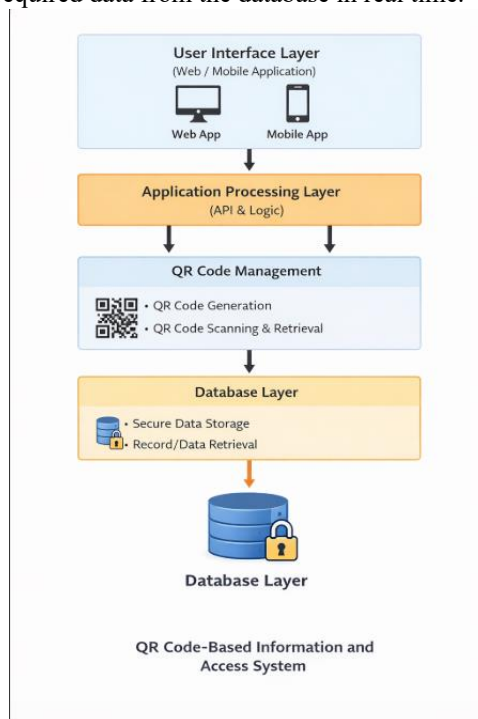 equired data from the database in real time.
User Interface Layer
(Web / Mobile Application)
Web App Mobile App
Application Processing Layer
(API & Logic)
QR Code Management
• QR Code Generation
• QR Code Scanning & Retrieval
Database Layer
• Secure Data Storage
• Record/Data Retrieval
Database Layer
QR Code-Based Information and
Access System